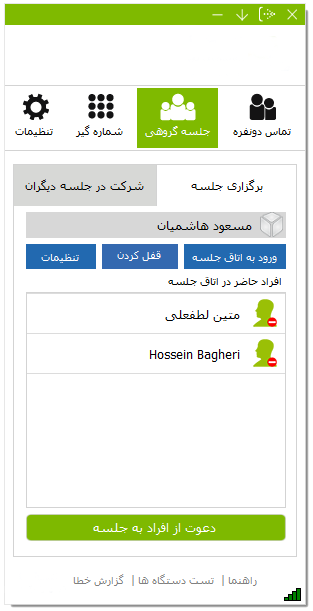 تماس دونفره جلسه گروهی شماره گیر تنظیمات
برگزاری جلسه شرکت در جلسه دیگران
مسعود هاشمیان
ورود به اتاق جلسه قفل کردن تنظیمات
افراد حاضر در اتاق جلسه
متین لطفعلی
Hossein Bagheri
دعوت از افراد به جلسه
راهنما | تست دستگاه ها | گزارش خطا